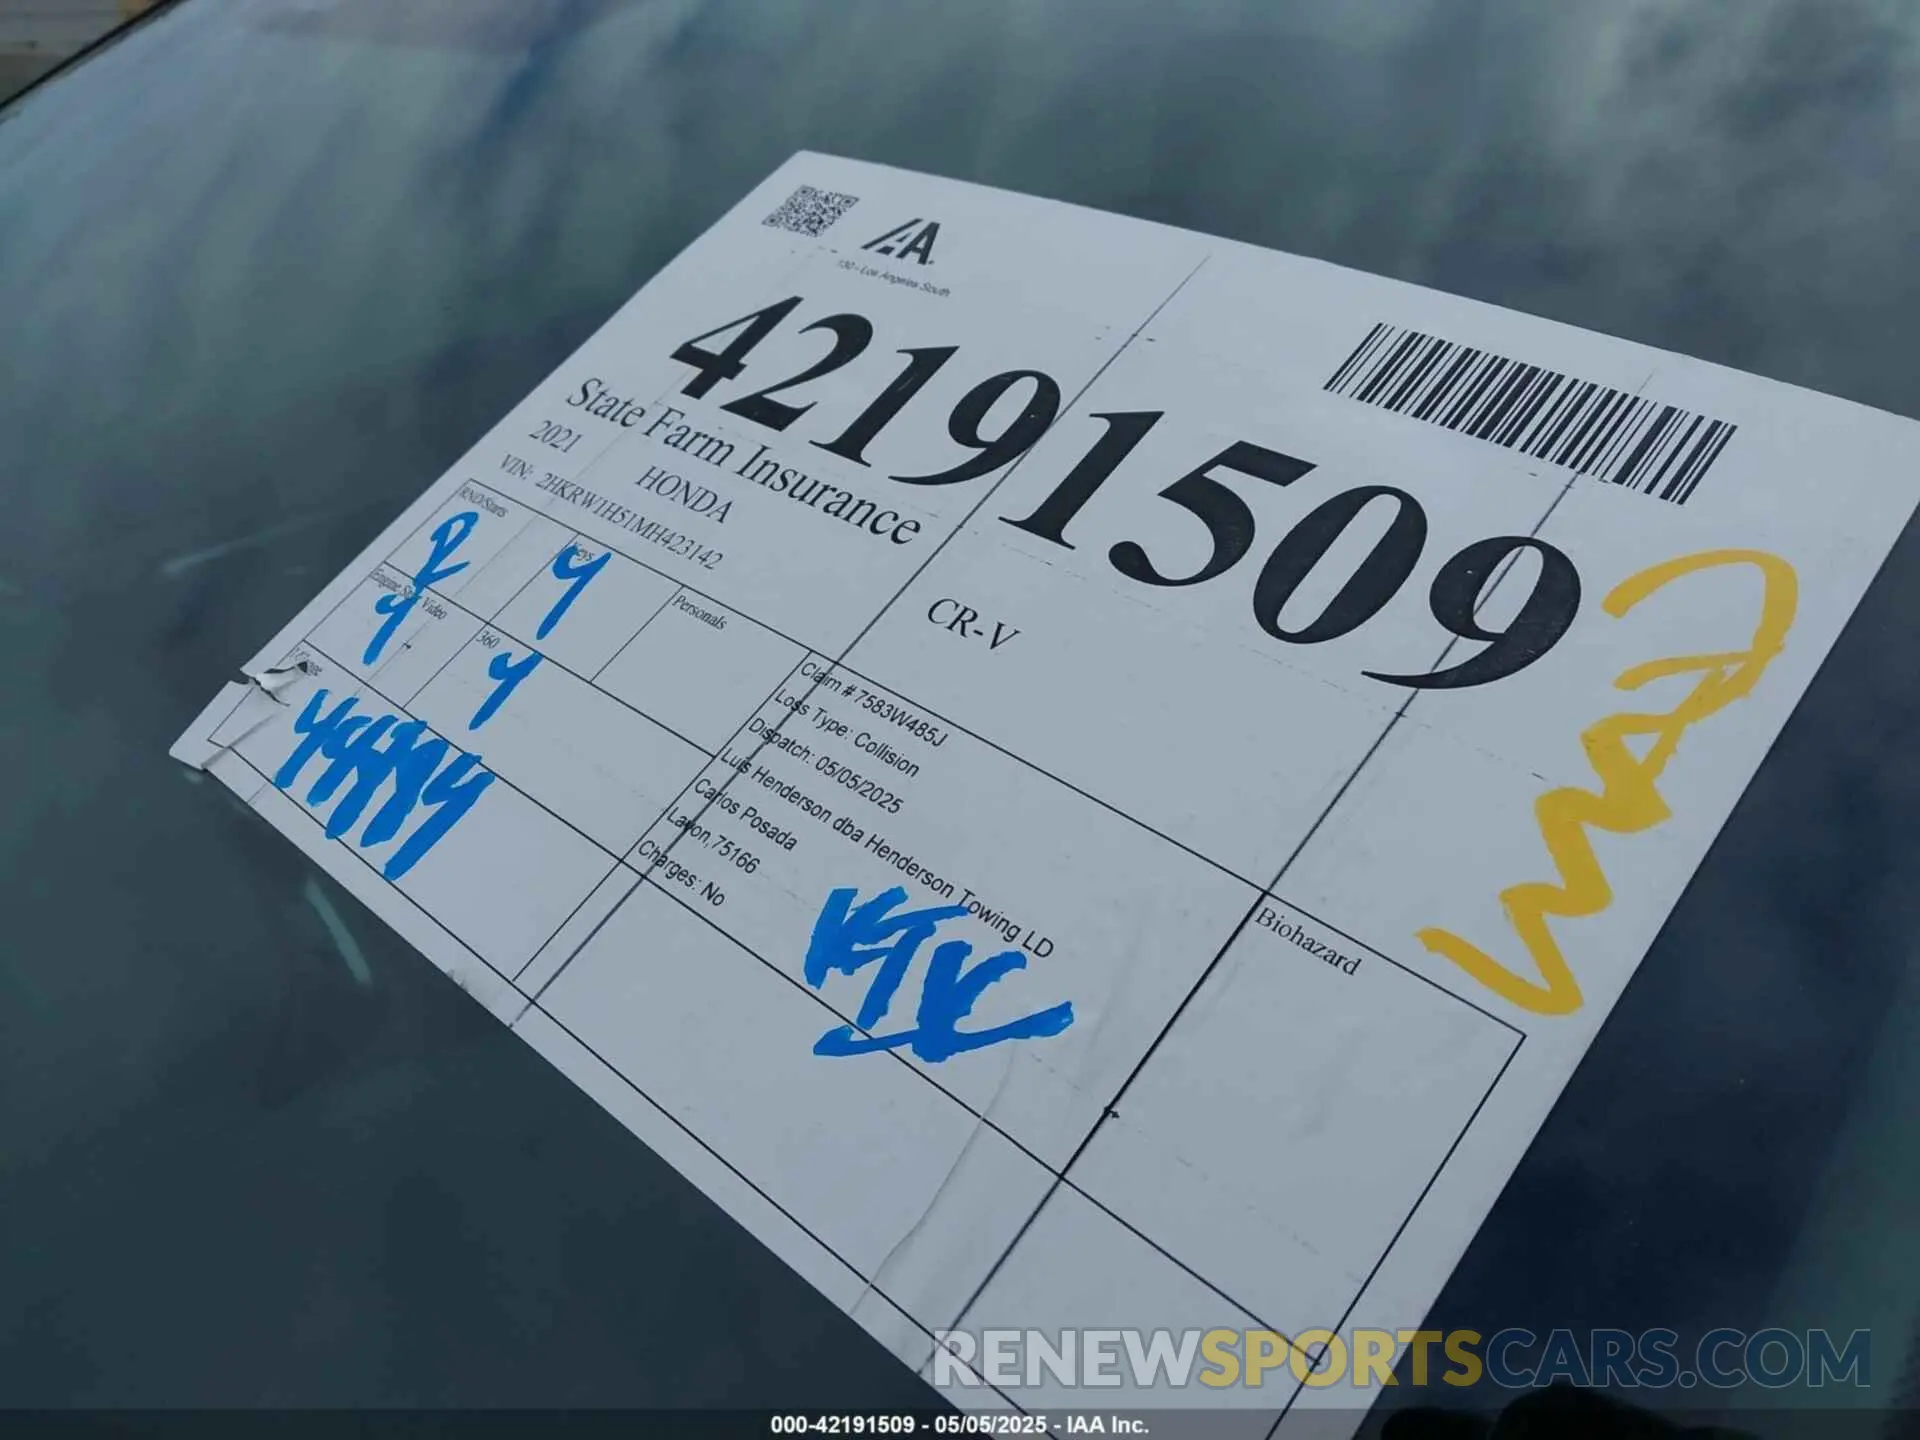 IAA
130 - Los Angeles South
42191509
State Farm Insurance
2021 HONDA CR-V
VIN: 2HKRW1H51MH423142
RND/Starts
Keys
Personals
Y
Engine Start Video
360
Y
Y
Claim # 7583W485J
Loss Type: Collision
Dispatch: 05/05/2025
Luis Henderson dba Henderson Towing LD
Carlos Posada
Lavon,75166
Charges: No
Biohazard
RENEWSPORTSCARS.COM
000-42191509 - 05/05/2025 - IAA Inc.